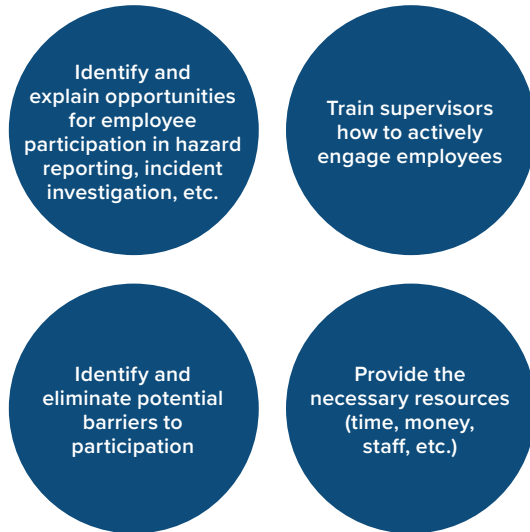 Identify and
explain opportunities
for employee
participation in hazard
reporting, incident
investigation, etc.
Train supervisors
how to actively
engage employees
Identify and
eliminate potential
barriers to
participation
Provide the
necessary resources
(time, money,
staff, etc.)